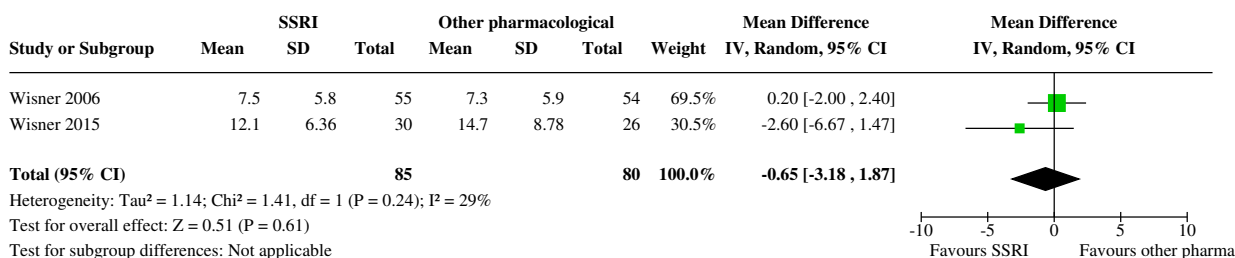 SSRI Other pharmacological Mean Difference Mean Difference
Study or Subgroup Mean SD Total Mean SD Total Weight IV, Random, 95% CI IV, Random, 95% CI
Wisner 2006 7.5 5.8 55 7.3 5.9 54 69.5% 0.20 [-2.00 , 2.40]
Wisner 2015 12.1 6.36 30 14.7 8.78 26 30.5% -2.60 [-6.67 , 1.47]
Total (95% CI) 85 80 100.0% -0.65 [-3.18 , 1.87]
Heterogeneity: Tau² = 1.14; Chi² = 1.41, df = 1 (P = 0.24); I² = 29%
Test for overall effect: Z = 0.51 (P = 0.61)
-10 -5 0 5 10
Test for subgroup differences: Not applicable Favours SSRI Favours other pharma